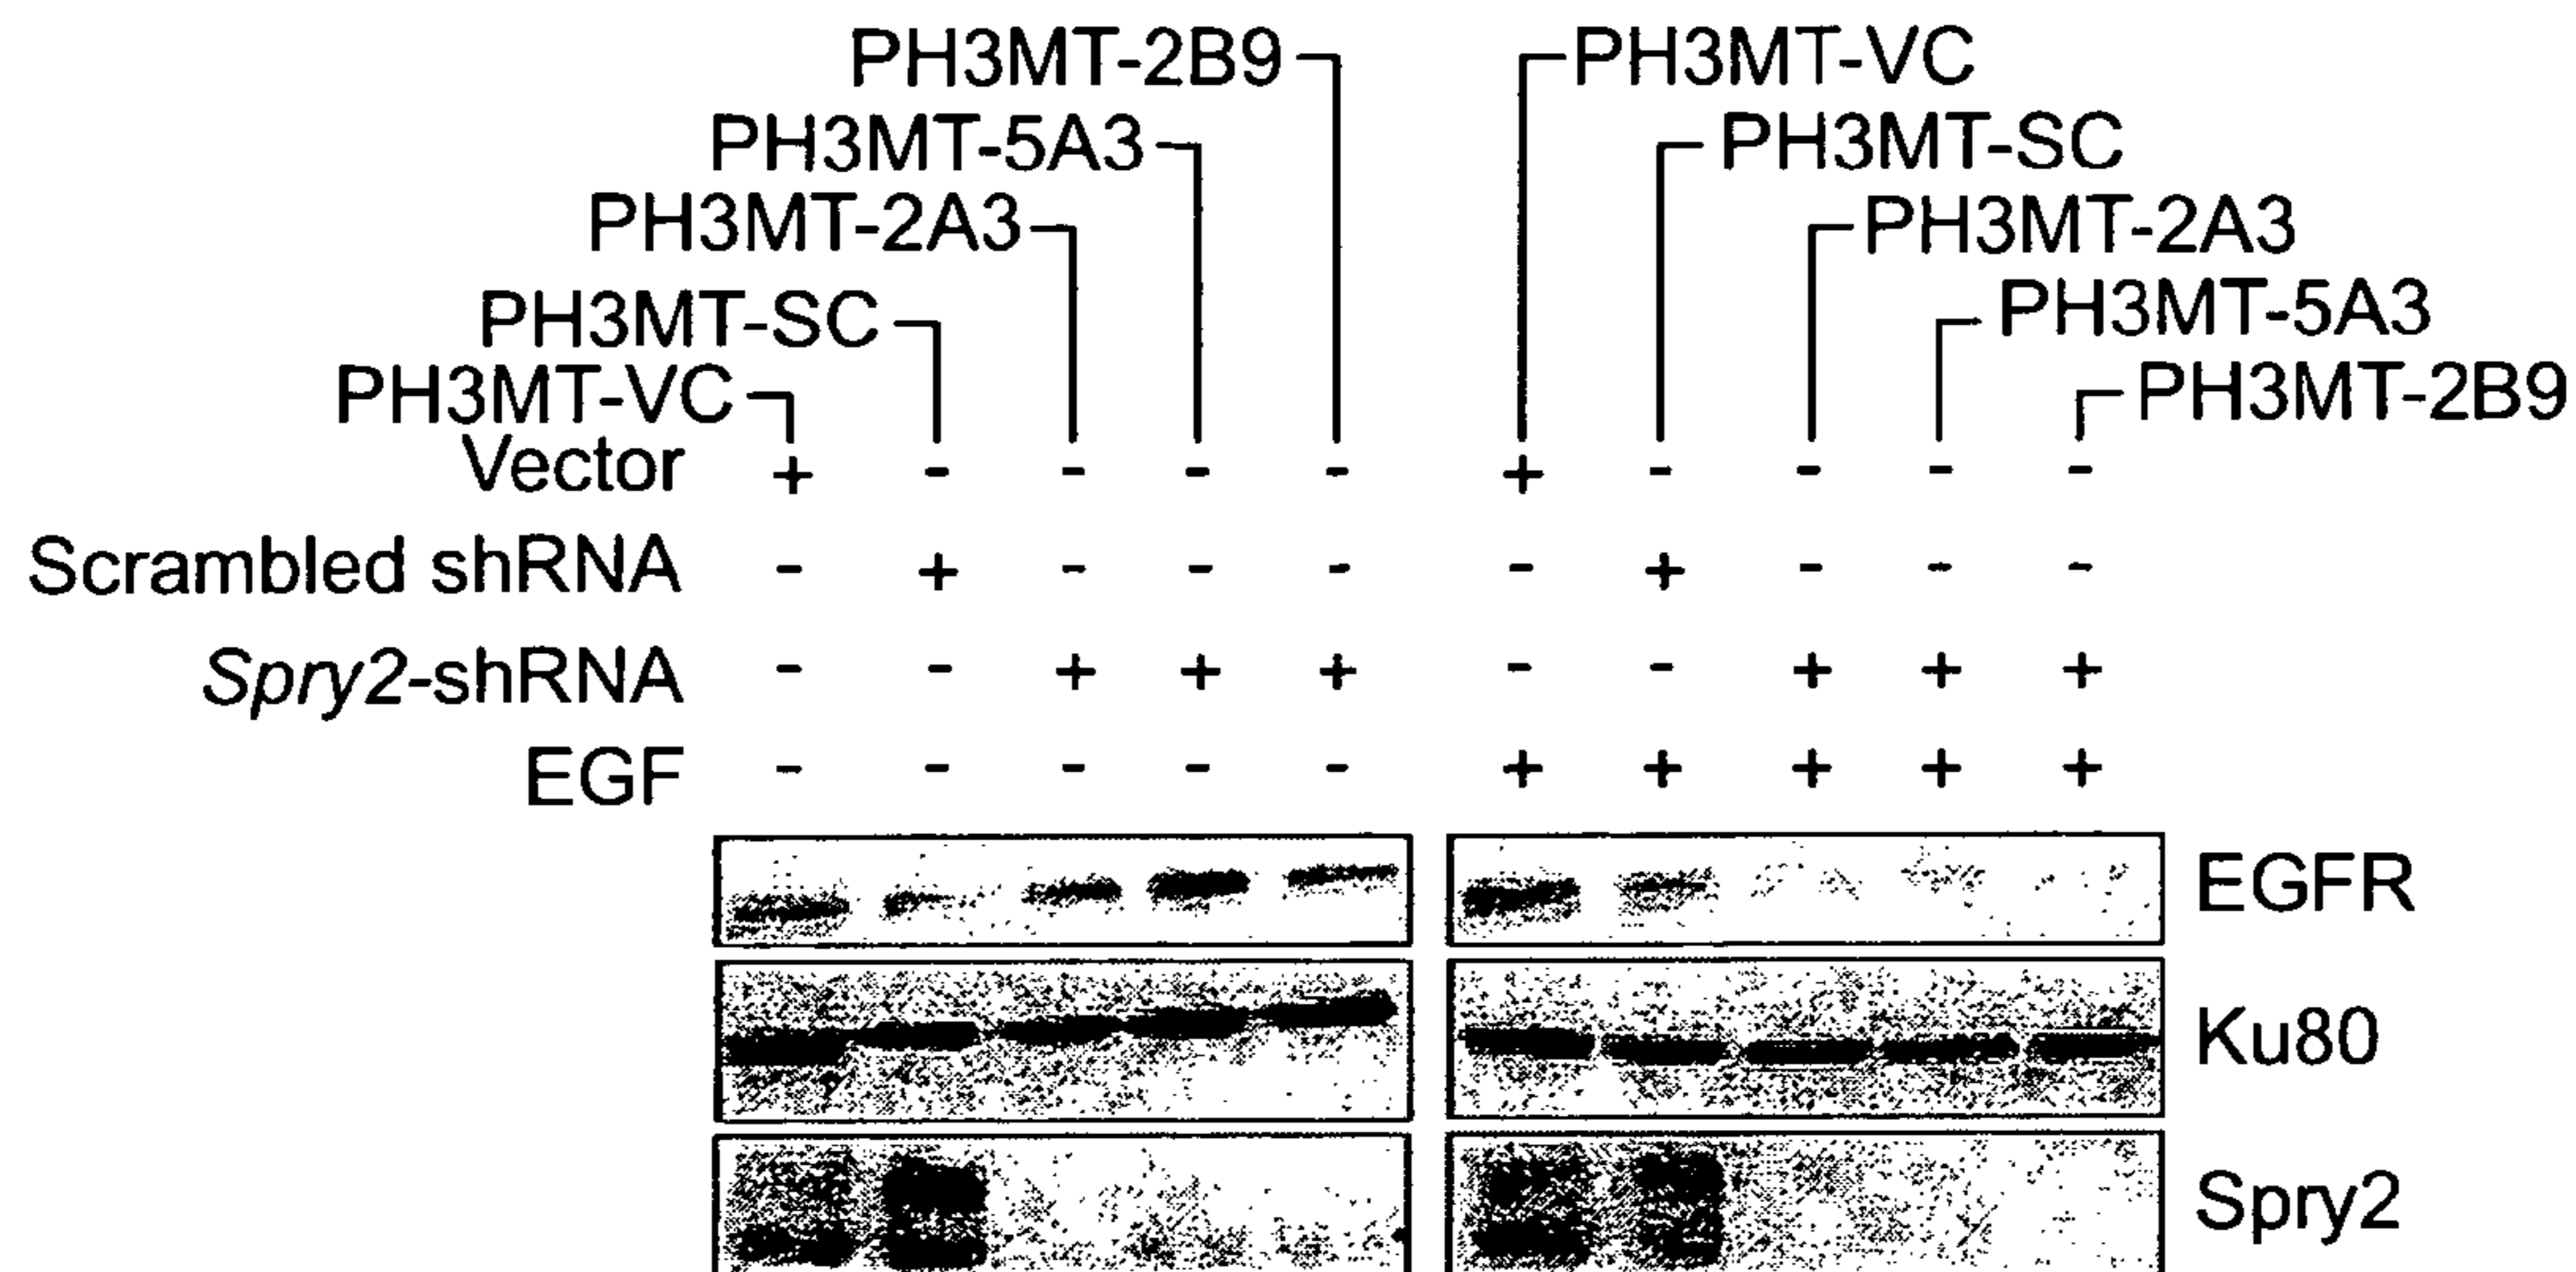 PH3MT-2B9 PH3MT-VC
PH3MT-5A3 PH3MT-SC
PH3MT-2A3 PH3MT-2A3
PH3MT-SC PH3MT-5A3
PH3MT-VC PH3MT-2B9
Vector + - - - - + - - - -
Scrambled shRNA - + - - - - + - - -
Spry2-shRNA - - + + + - - + + +
EGF - - - - - + + + + +
EGFR
Ku80
Spry2